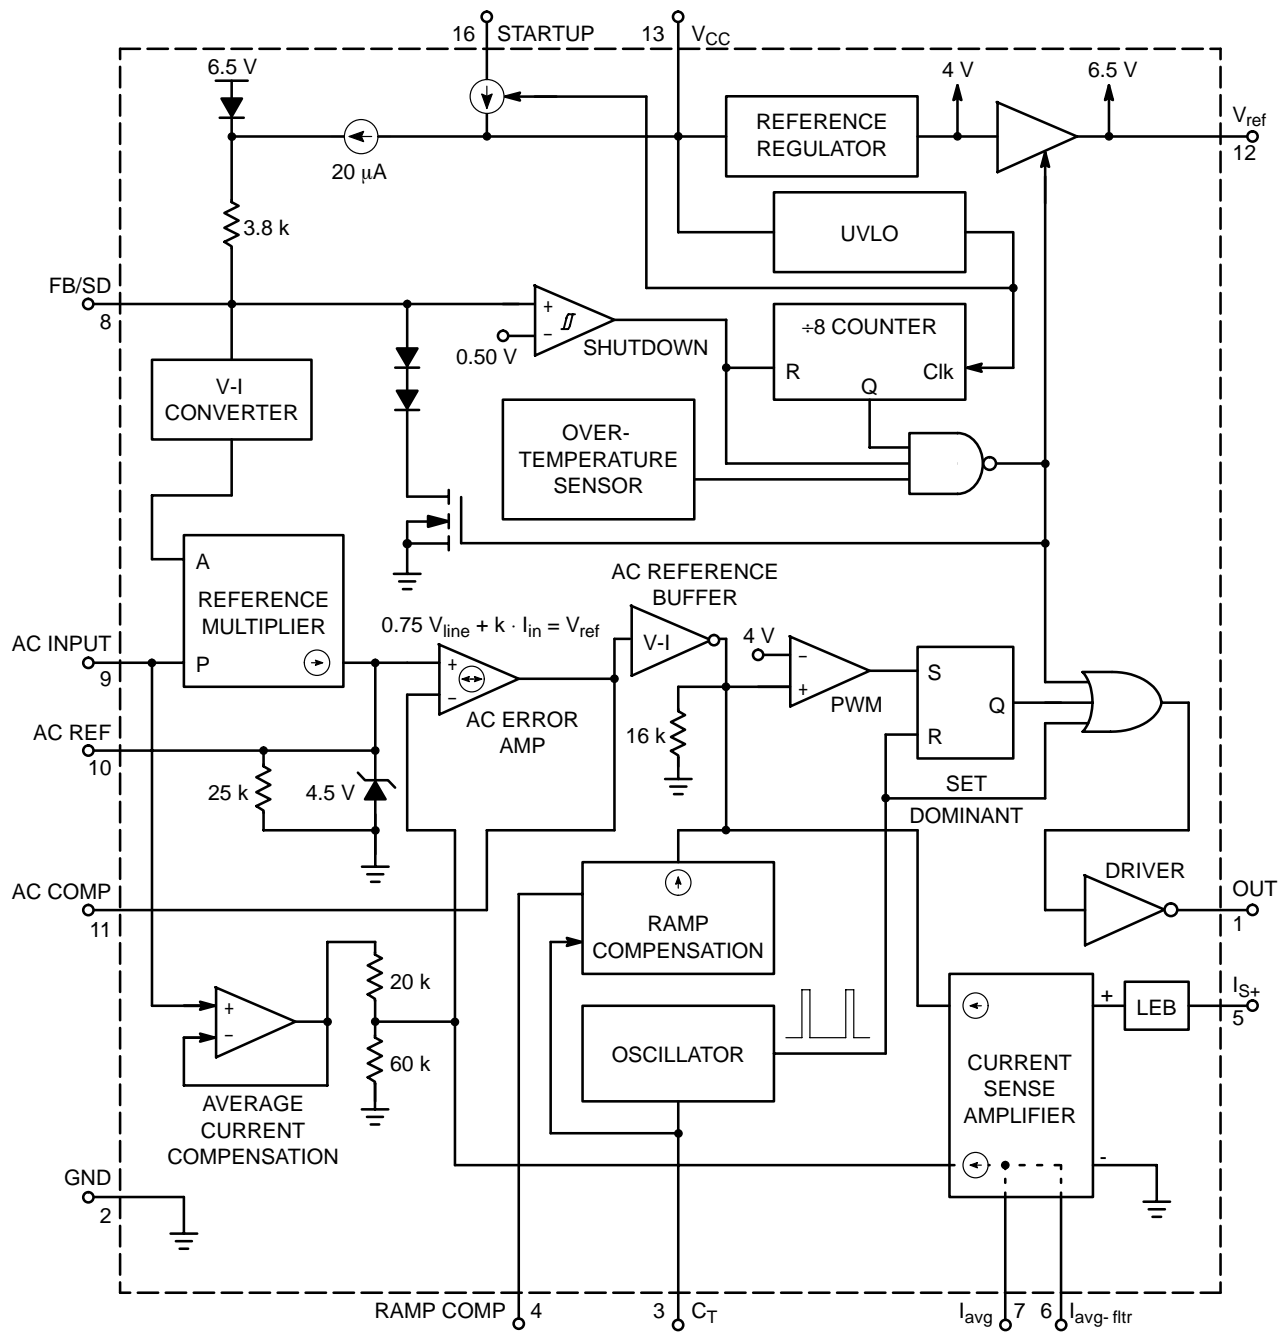 16 STARTUP
13 VCC
6.5 V
4 V
6.5 V
REFERENCE
REGULATOR
Vref
12
20 μA
3.8 k
UVLO
FB/SD
8
+
−
0.50 V
SHUTDOWN
÷8 COUNTER
R
Clk
Q
V-I
CONVERTER
OVER-
TEMPERATURE
SENSOR
A
REFERENCE
MULTIPLIER
P
AC INPUT
9
0.75 Vline + k · Iin = Vref
+
−
AC ERROR
AMP
AC REFERENCE
BUFFER
V-I
4 V
−
+
PWM
S
Q
R
SET
DOMINANT
16 k
AC REF
10
25 k
4.5 V
AC COMP
11
RAMP
COMPENSATION
DRIVER
OUT
1
20 k
60 k
+
−
AVERAGE
CURRENT
COMPENSATION
OSCILLATOR
+
LEB
IS+
5
CURRENT
SENSE
AMPLIFIER
-
GND
2
RAMP COMP 4
3 CT
Iavg 7
6 Iavg-fltr